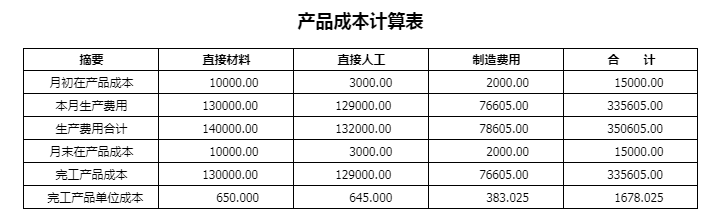 产品成本计算表
摘要 直接材料 直接人工 制造费用 合 计
月初在产品成本 10000.00 3000.00 2000.00 15000.00
本月生产费用 130000.00 129000.00 76605.00 335605.00
生产费用合计 140000.00 132000.00 78605.00 350605.00
月末在产品成本 10000.00 3000.00 2000.00 15000.00
完工产品成本 130000.00 129000.00 76605.00 335605.00
完工产品单位成本 650.000 645.000 383.025 1678.025